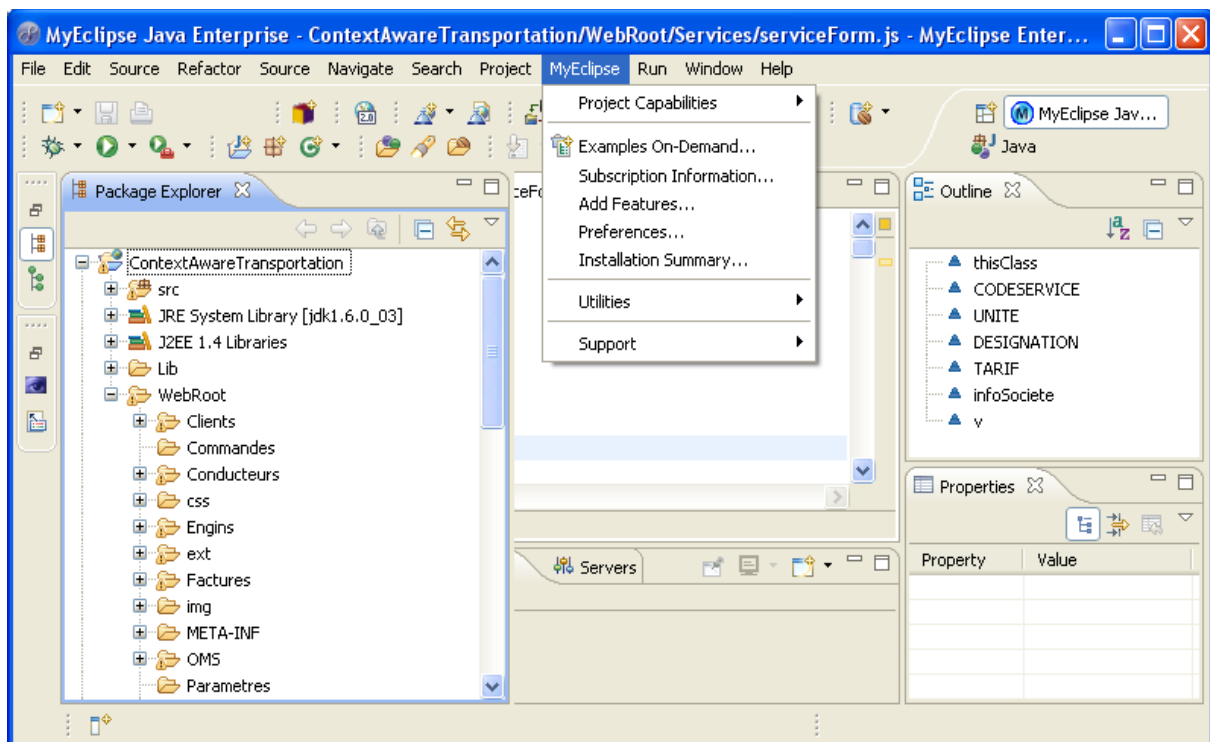 MyEclipse Java Enterprise - ContextAwareTransportation/WebRoot/Services/serviceForm.js - MyEclipse Enter...
File Edit Source Refactor Source Navigate Search Project MyEclipse Run Window Help
Project Capabilities
Examples On-Demand...
Subscription Information...
Add Features...
Preferences...
Installation Summary...
Utilities
Support
2.0
MyEclipse Jav...
Java
Package Explorer
ContextAwareTransportation
src
JRE System Library [jdk1.6.0_03]
J2EE 1.4 Libraries
Lib
WebRoot
Clients
Commandes
Conducteurs
css
Engins
ext
Factures
img
META-INF
OMS
Parametres
Servers
Outline
thisClass
CODESERVICE
UNITE
DESIGNATION
TARIF
infoSociete
v
Properties
Property Value